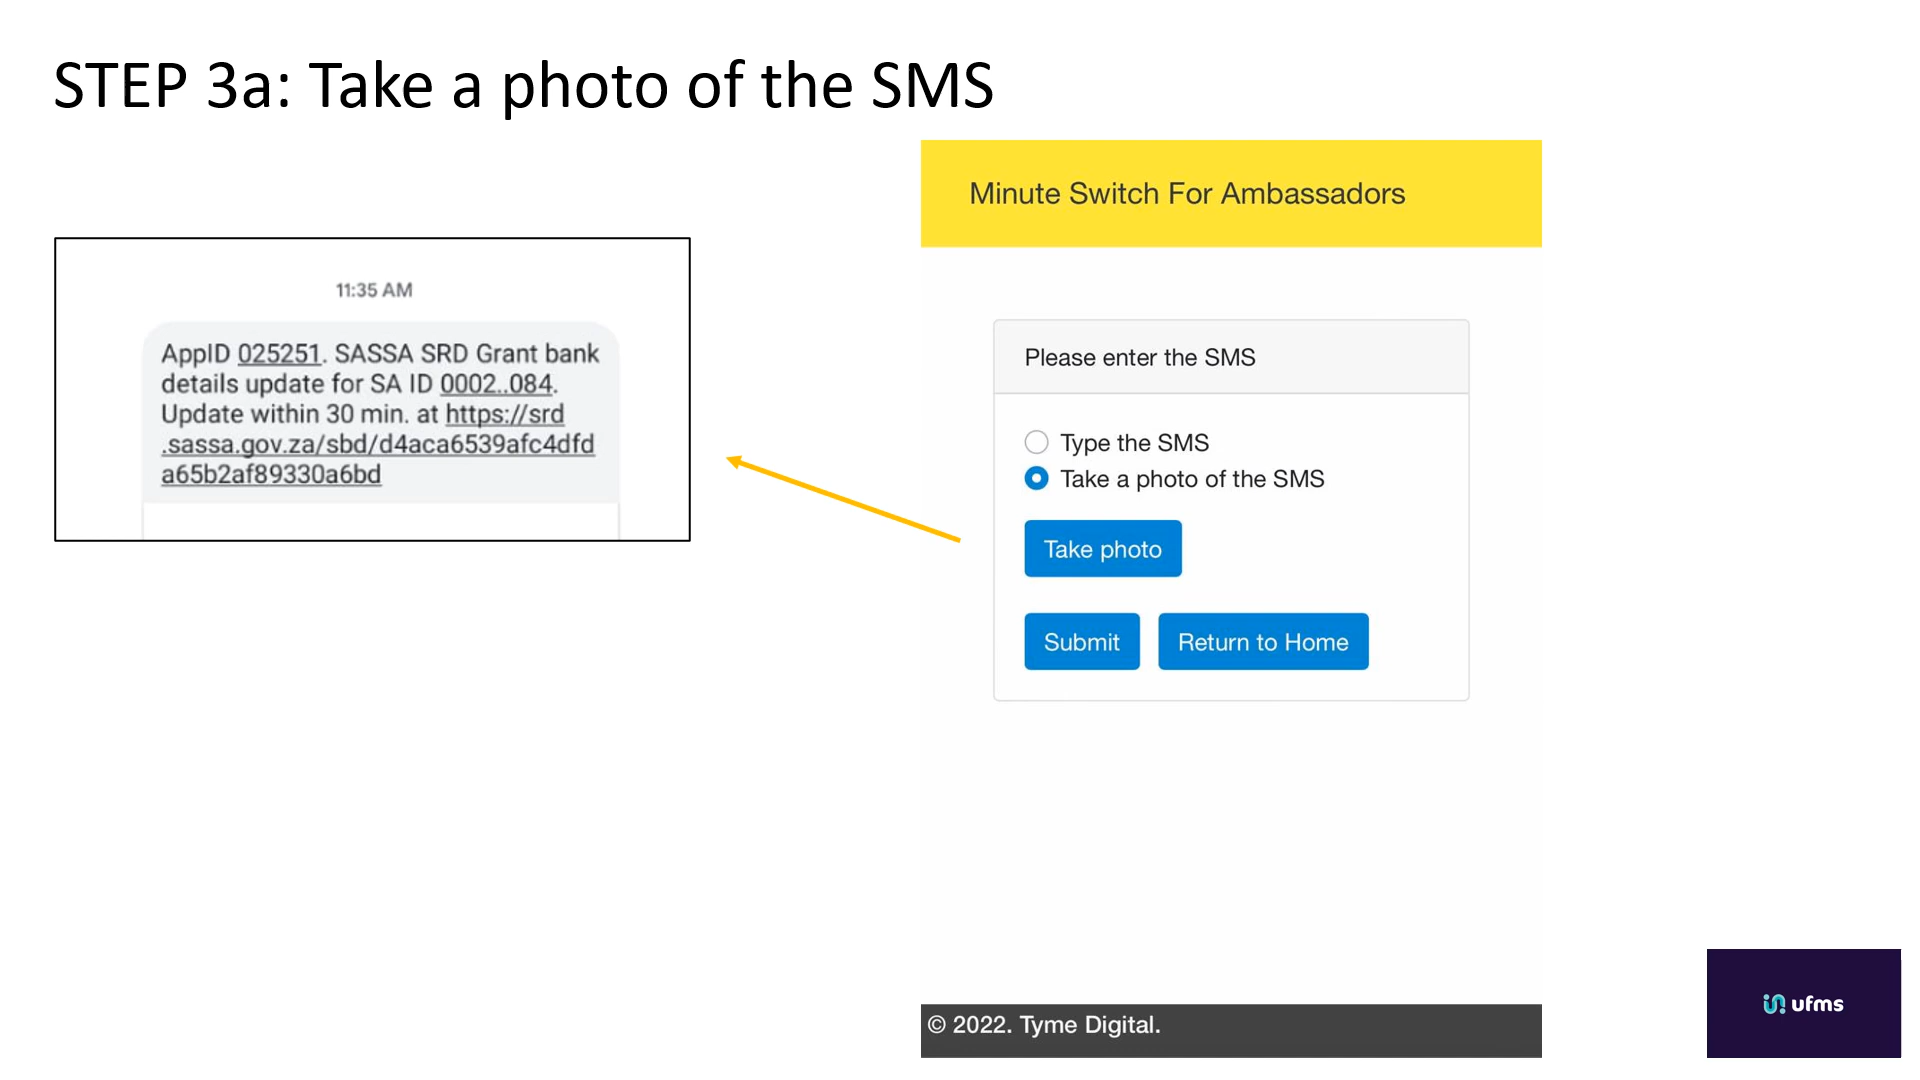 STEP 3a: Take a photo of the SMS
11:35 AM
AppID 025251. SASSA SRD Grant bank
details update for SA ID 0002..084.
Update within 30 min. at https://srd
.sassa.gov.za/sbd/d4aca6539afc4dfd
a65b2af89330a6bd
Minute Switch For Ambassadors
Please enter the SMS
Type the SMS
Take a photo of the SMS
Take photo
Submit Return to Home
© 2022. Tyme Digital.
ufms